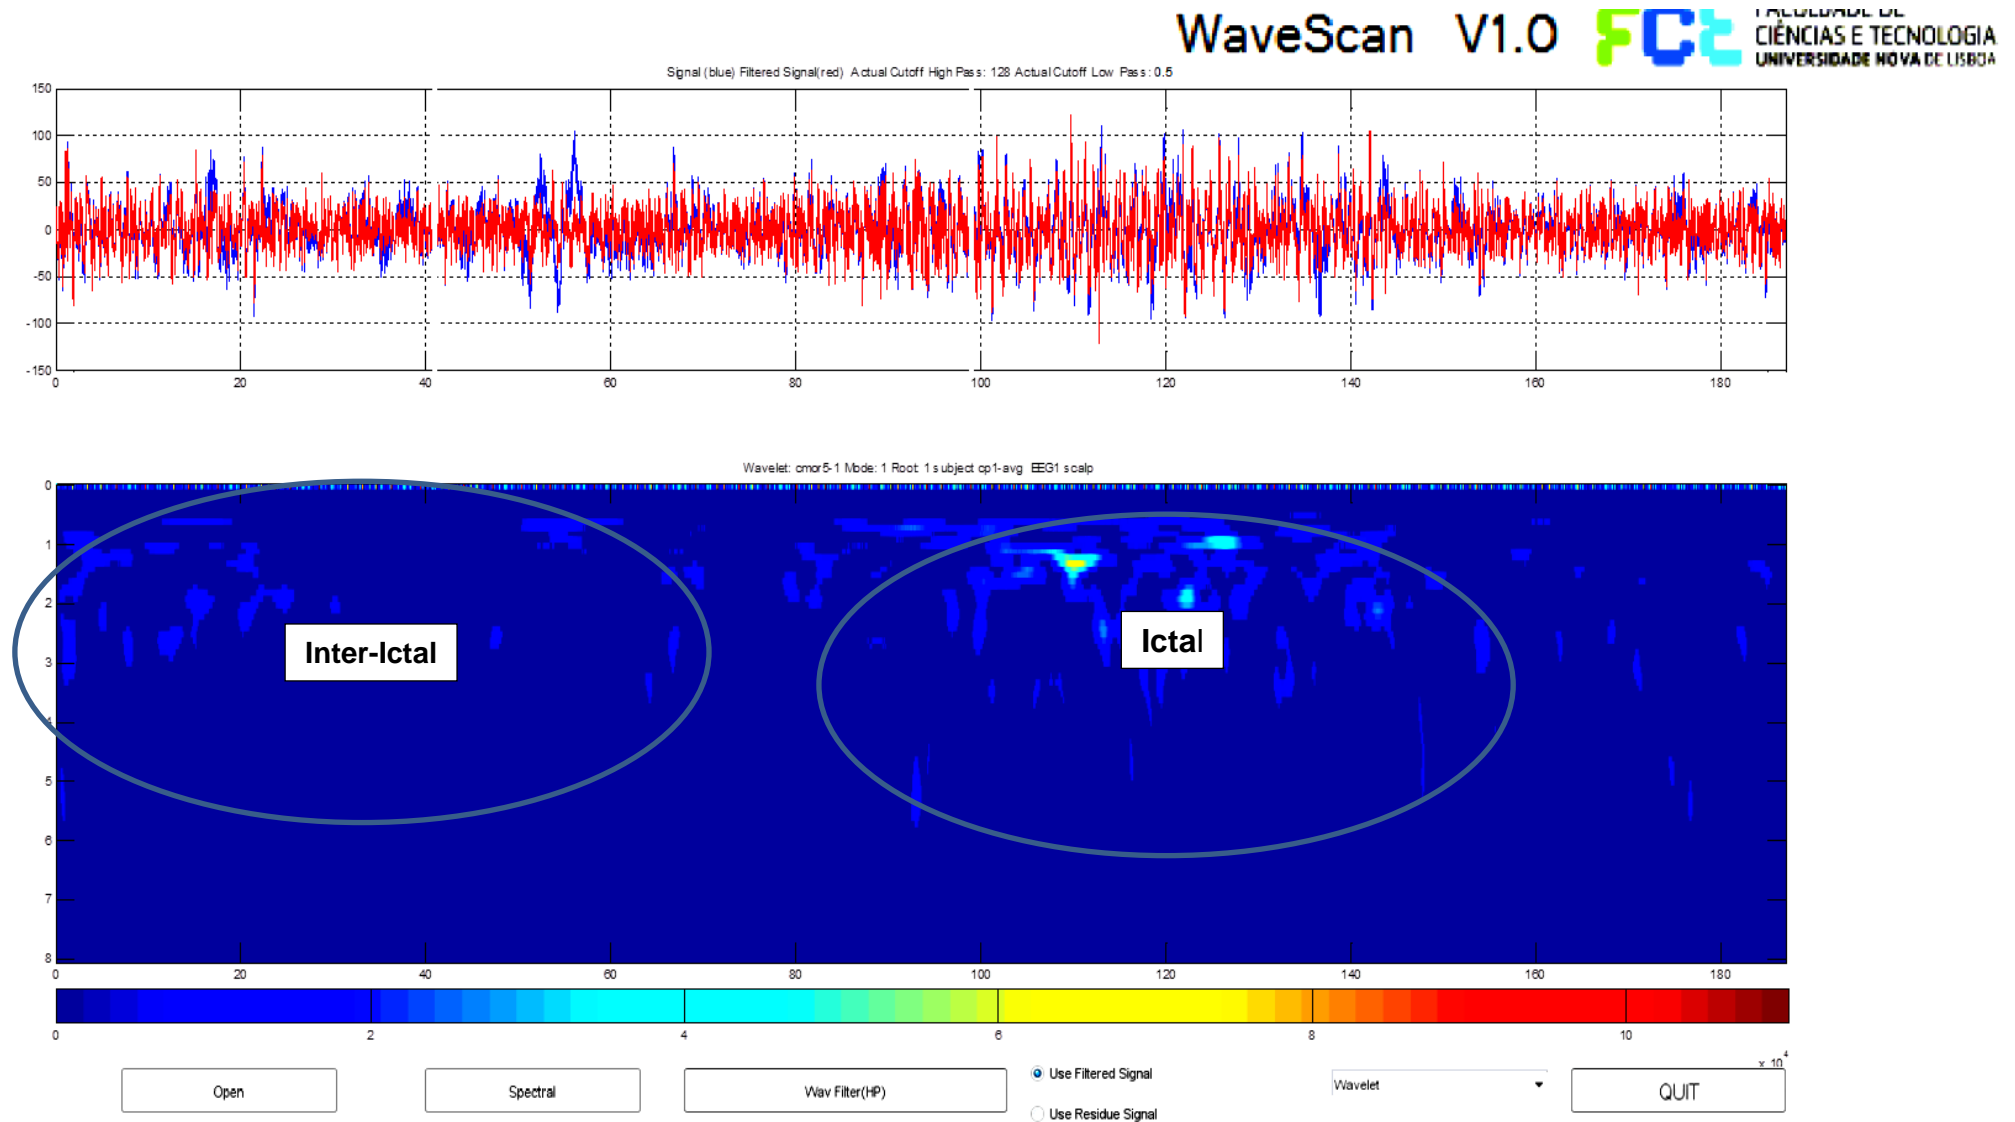 WaveScan V1.0
FACULDADE DE
CIÊNCIAS E TECNOLOGIA
UNIVERSIDADE NOVA DE LISBOA
Signal (blue) Filtered Signal(red) Actual Cutoff High Pass: 128 Actual Cutoff Low Pass: 0.5
150
100
50
0
-50
-100
-150
0 20 40 60 80 100 120 140 160 180
Wavelet: cmor5-1 Mode: 1 Root: 1 subject cp1-avg EEG1 scalp
0
1
2
3
4
5
6
7
8
Inter-Ictal
Ictal
0 20 40 60 80 100 120 140 160 180
0 2 4 6 8 10
x 10^4
Open
Spectral
Wav Filter(HP)
Use Filtered Signal
Use Residue Signal
Wavelet
QUIT